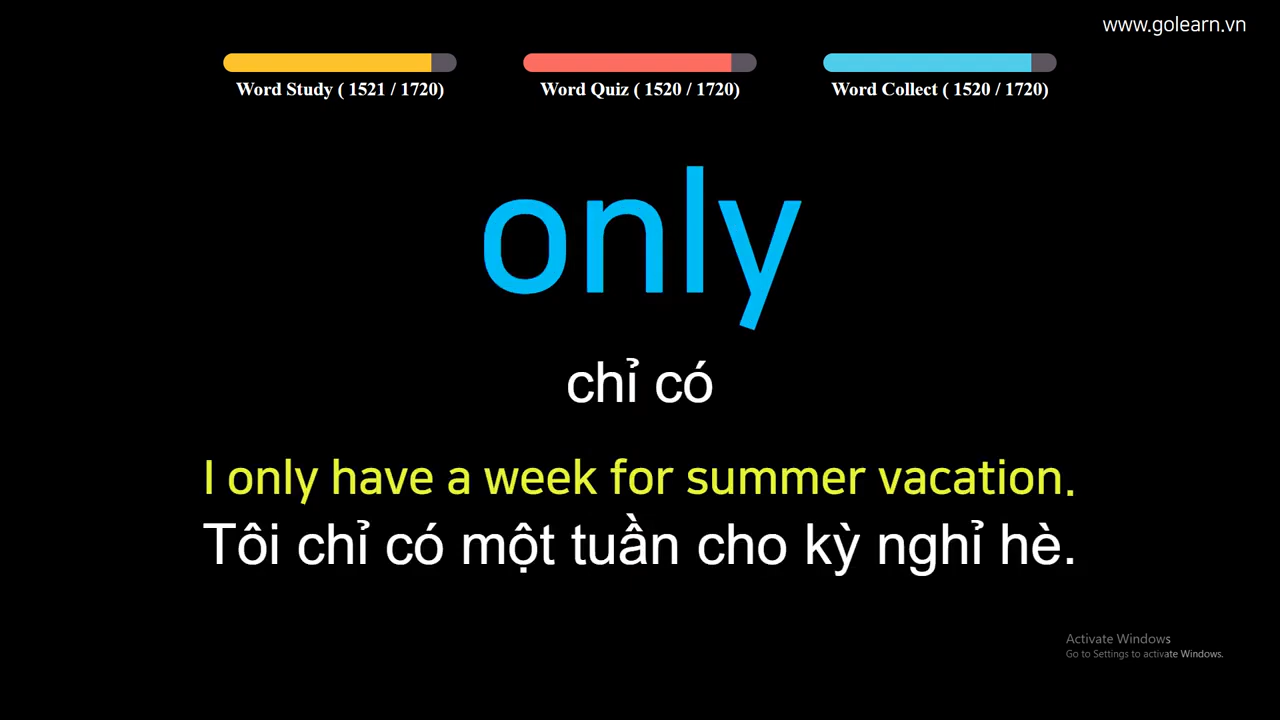 www.golearn.vn
Word Study ( 1521 / 1720)
Word Quiz ( 1520 / 1720)
Word Collect ( 1520 / 1720)
only
chỉ có
I only have a week for summer vacation.
Tôi chỉ có một tuần cho kỳ nghỉ hè.
Activate Windows
Go to Settings to activate Windows.